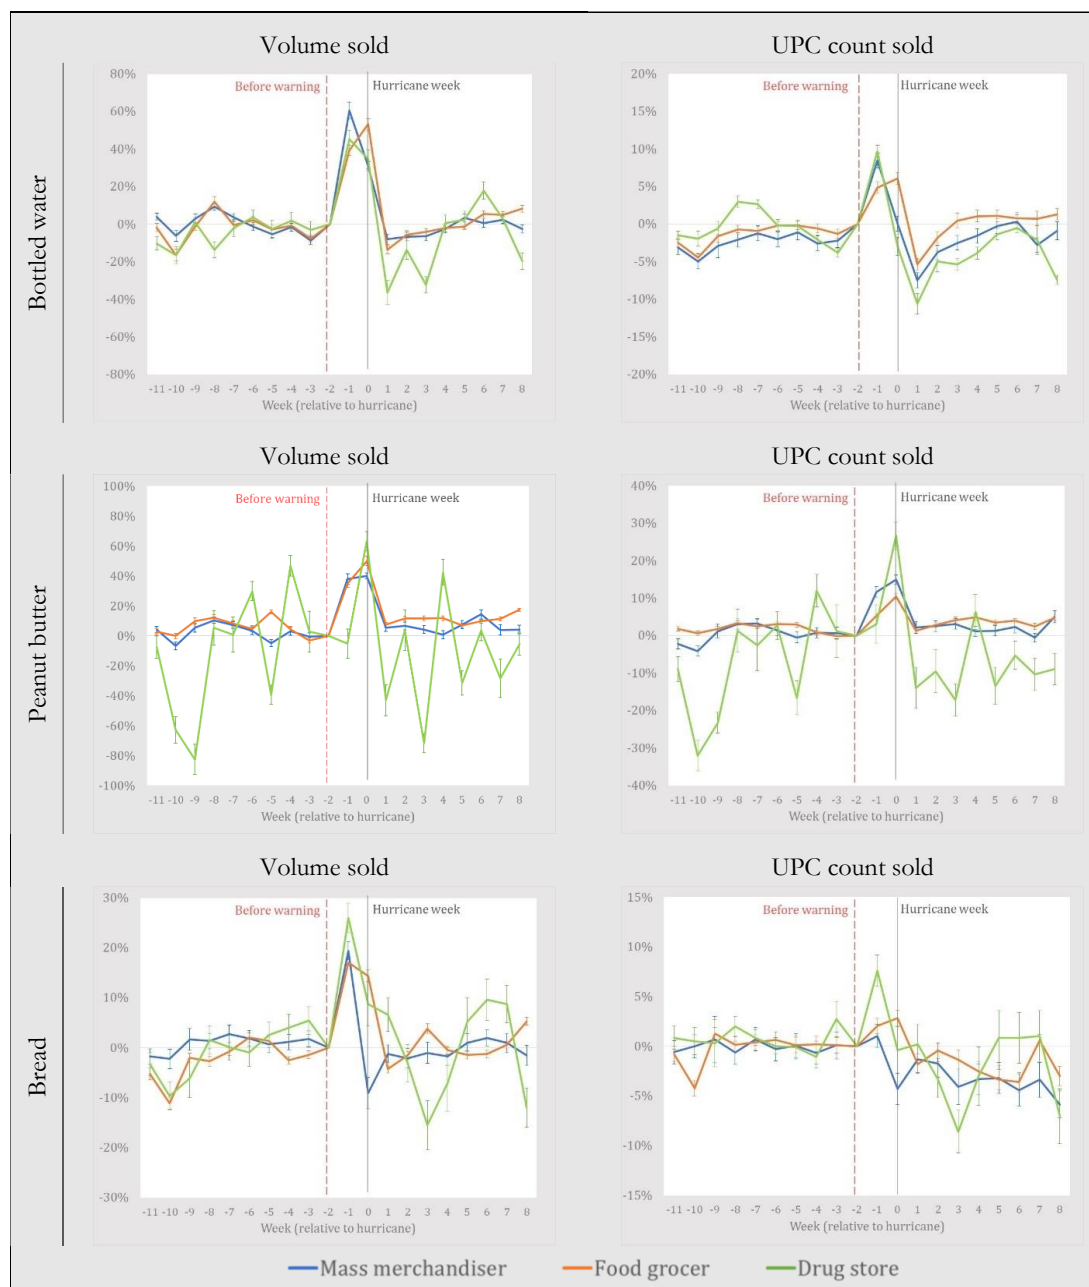 Volume sold UPC count sold
Bottled water
80%
60%
40%
20%
0%
-20%
-40%
-60%
-80%
Before warning Hurricane week
-11 -10 -9 -8 -7 -6 -5 -4 -3 -2 -1 0 1 2 3 4 5 6 7 8
Week (relative to hurricane)
20%
15%
10%
5%
0%
-5%
-10%
-15%
-20%
Before warning Hurricane week
-11 -10 -9 -8 -7 -6 -5 -4 -3 -2 -1 0 1 2 3 4 5 6 7 8
Week (relative to hurricane)
Volume sold UPC count sold
Peanut butter
100%
80%
60%
40%
20%
0%
-20%
-40%
-60%
-80%
-100%
Before warning Hurricane week
-11 -10 -9 -8 -7 -6 -5 -4 -3 -2 -1 0 1 2 3 4 5 6 7 8
Week (relative to hurricane)
40%
30%
20%
10%
0%
-10%
-20%
-30%
-40%
Before warning Hurricane week
-11 -10 -9 -8 -7 -6 -5 -4 -3 -2 -1 0 1 2 3 4 5 6 7 8
Week (relative to hurricane)
Volume sold UPC count sold
Bread
30%
20%
10%
0%
-10%
-20%
-30%
Before warning Hurricane week
-11 -10 -9 -8 -7 -6 -5 -4 -3 -2 -1 0 1 2 3 4 5 6 7 8
Week (relative to hurricane)
15%
10%
5%
0%
-5%
-10%
-15%
Before warning Hurricane week
-11 -10 -9 -8 -7 -6 -5 -4 -3 -2 -1 0 1 2 3 4 5 6 7 8
Week (relative to hurricane)
Mass merchandiser Food grocer Drug store